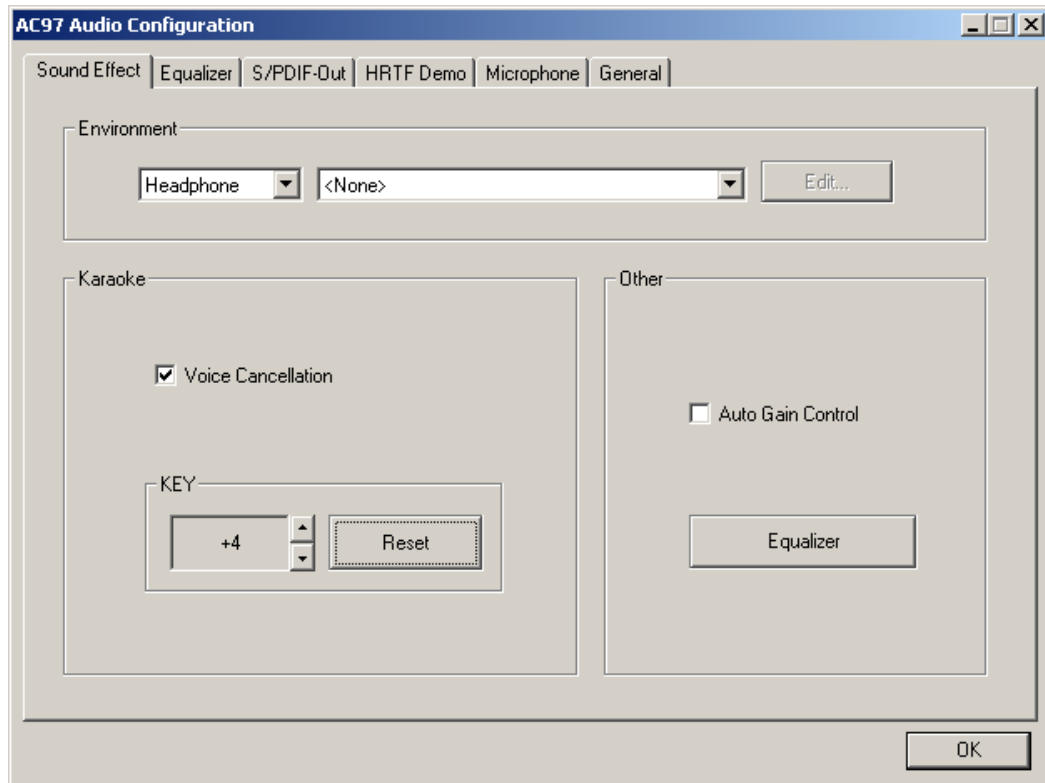 AC97 Audio Configuration
Sound Effect Equalizer S/PDIF-Out HRTF Demo Microphone General
Environment
Headphone <None> Edit...
Karaoke
Other
Voice Cancellation
Auto Gain Control
KEY
+4 Reset
Equalizer
OK